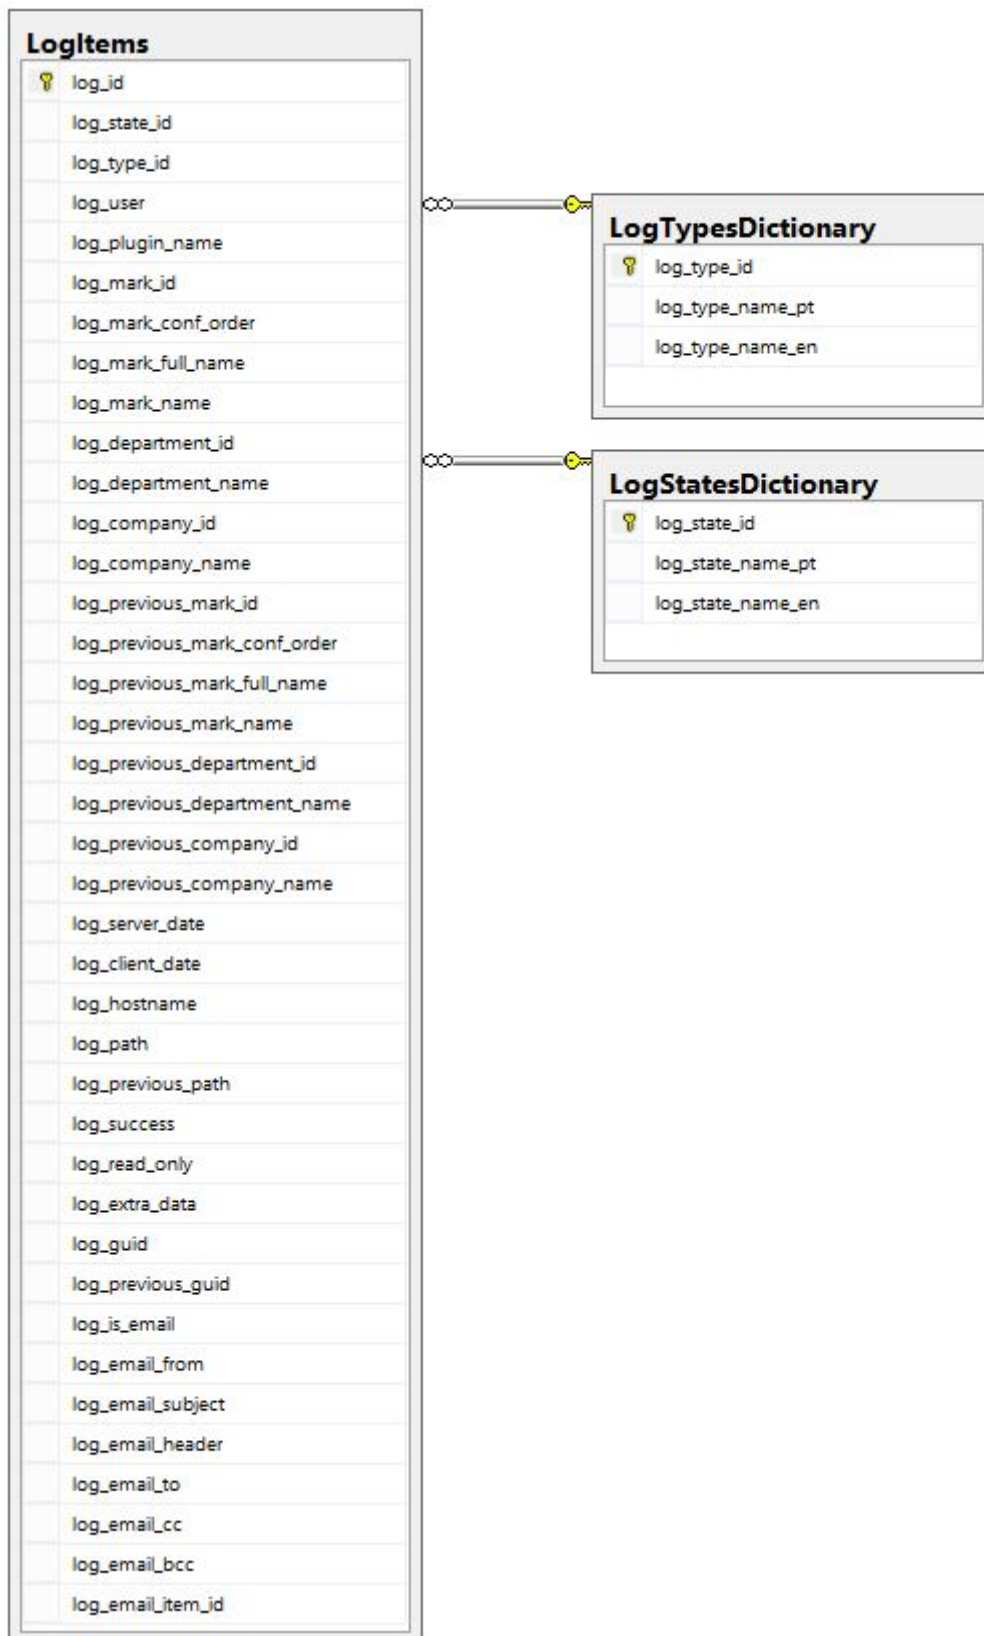 LogItems
log_id
log_state_id
log_type_id
log_user
log_plugin_name
log_mark_id
log_mark_conf_order
log_mark_full_name
log_mark_name
log_department_id
log_department_name
log_company_id
log_company_name
log_previous_mark_id
log_previous_mark_conf_order
log_previous_mark_full_name
log_previous_mark_name
log_previous_department_id
log_previous_department_name
log_previous_company_id
log_previous_company_name
log_server_date
log_client_date
log_hostname
log_path
log_previous_path
log_success
log_read_only
log_extra_data
log_guid
log_previous_guid
log_is_email
log_email_from
log_email_subject
log_email_header
log_email_to
log_email_cc
log_email_bcc
log_email_item_id
LogTypesDictionary
log_type_id
log_type_name_pt
log_type_name_en
LogStatesDictionary
log_state_id
log_state_name_pt
log_state_name_en